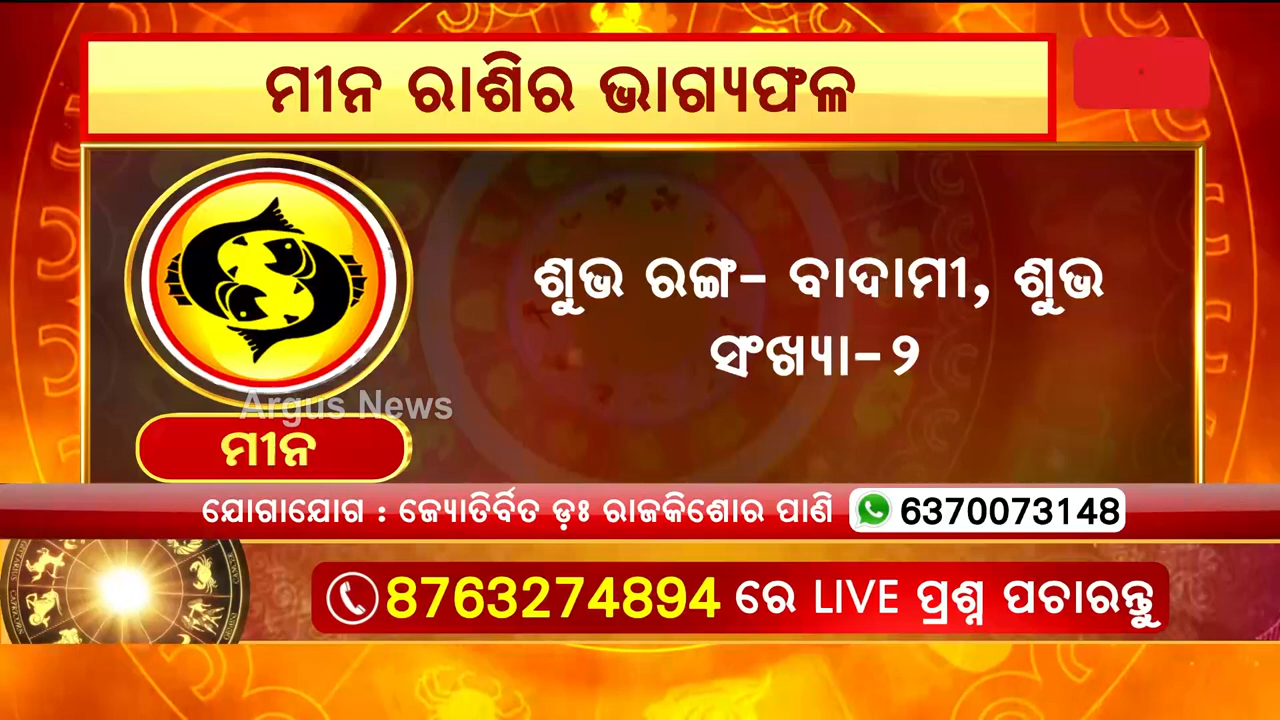 ମୀନ ରାଶିର ଭାଗ୍ୟଫଳ
ଶୁଭ ରଙ୍ଗ- ବାଦାମୀ, ଶୁଭ
ସଂଖ୍ୟା-୨
Argus News
ମୀନ
ଯୋଗାଯୋଗ : ଜ୍ୟୋତିର୍ବିତ ଡ଼ଃ ରାଜକିଶୋର ପାଣି 6370073148
8763274894 ରେ LIVE ପ୍ରଶ୍ନ ପଚାରନ୍ତୁ